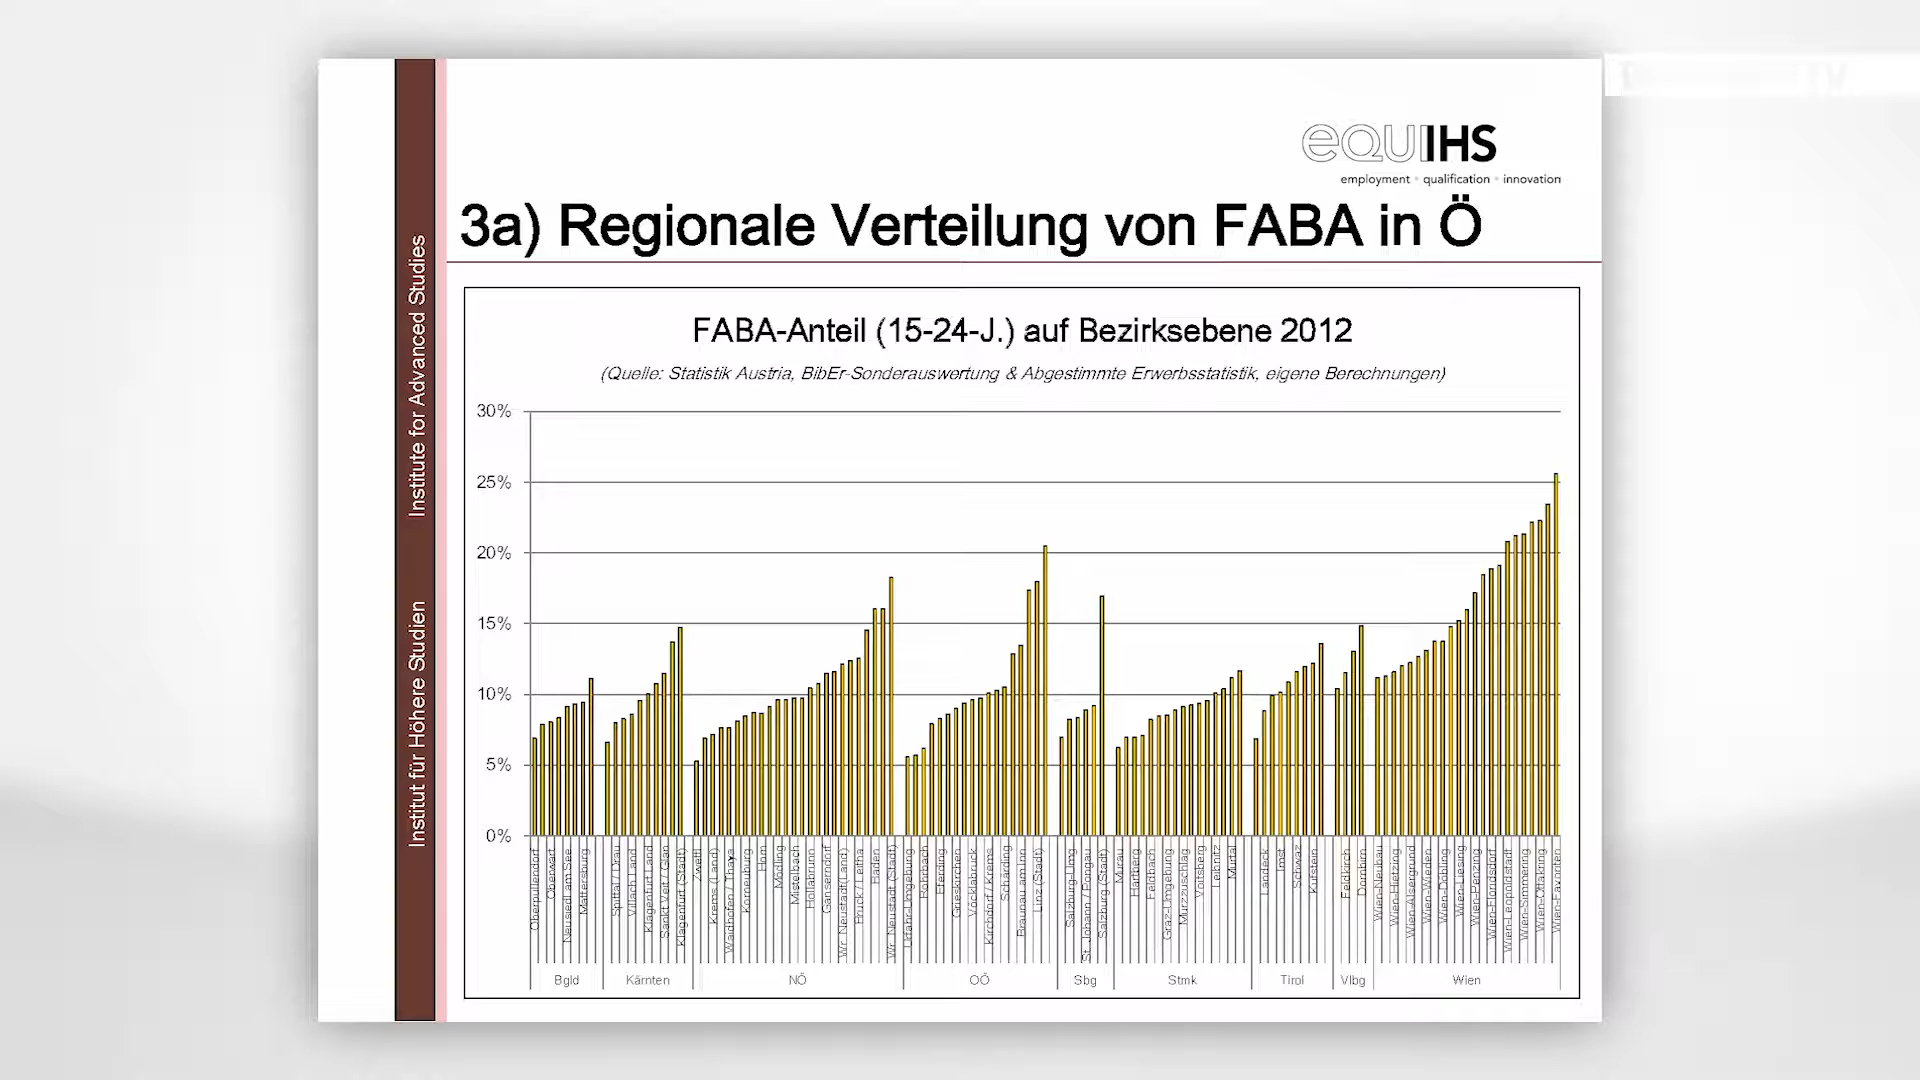 equIHS
employment • qualification • innovation
3a) Regionale Verteilung von FABA in Ö
Institut für Höhere Studien
Institute for Advanced Studies
FABA-Anteil (15-24-J.) auf Bezirksebene 2012
(Quelle: Statistik Austria, BibEr-Sonderauswertung & Abgestimmte Erwerbsstatistik, eigene Berechnungen)
30%
25%
20%
15%
10%
5%
0%
Oberpullendorf
Oberwart
Neusiedl am See
Mattersburg
Spittal / Drau
Villach Land
Klagenfurt Land
Sankt Veit / Glan
Klagenfurt (Stadt)
Zwettl
Krems (Land)
Waidhofen / Thaya
Korneuburg
Horn
Mödling
Mistelbach
Hollabrunn
Gänserndorf
Wr. Neustadt(Land)
Bruck / Leitha
Baden
Wr. Neustadt (Stadt)
Urfahr-Umgebung
Rohrbach
Eferding
Grieskirchen
Vöcklabruck
Kirchdorf / Krems
Schärding
Braunau am Inn
Linz (Stadt)
Salzburg-Umg
St. Johann / Pongau
Salzburg (Stadt)
Murau
Hartberg
Feldbach
Graz-Umgebung
Mürzzuschlag
Voitsberg
Leibnitz
Murtal
Landeck
Imst
Schwaz
Kufstein
Feldkirch
Dornbirn
Wien-Neubau
Wien-Hietzing
Wien-Alsergrund
Wien-Wieden
Wien-Döbling
Wien-Liesing
Wien-Penzing
Wien-Floridsdorf
Wien-Leopoldstadt
Wien-Simmering
Wien-Ottakring
Wien-Favoriten
Bgld
Kärnten
NÖ
OÖ
Sbg
Stmk
Tirol
Vlbg
Wien